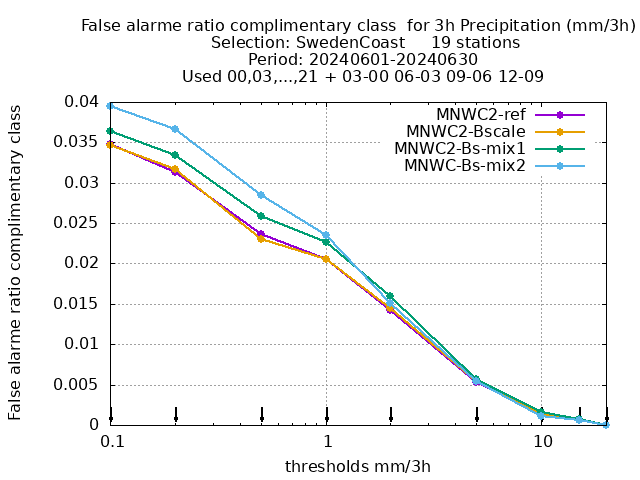 False alarme ratio complimentary class  for 3h Precipitation (mm/3h)
Selection: SwedenCoast     19 stations
Period: 20240601-20240630
Used 00,03,...,21 + 03-00 06-03 09-06 12-09
False alarme ratio complimentary class
0.04
0.035
0.03
0.025
0.02
0.015
0.01
0.005
0
MNWC2-ref
MNWC2-Bscale
MNWC2-Bs-mix1
MNWC-Bs-mix2
0.1 1 10
thresholds mm/3h